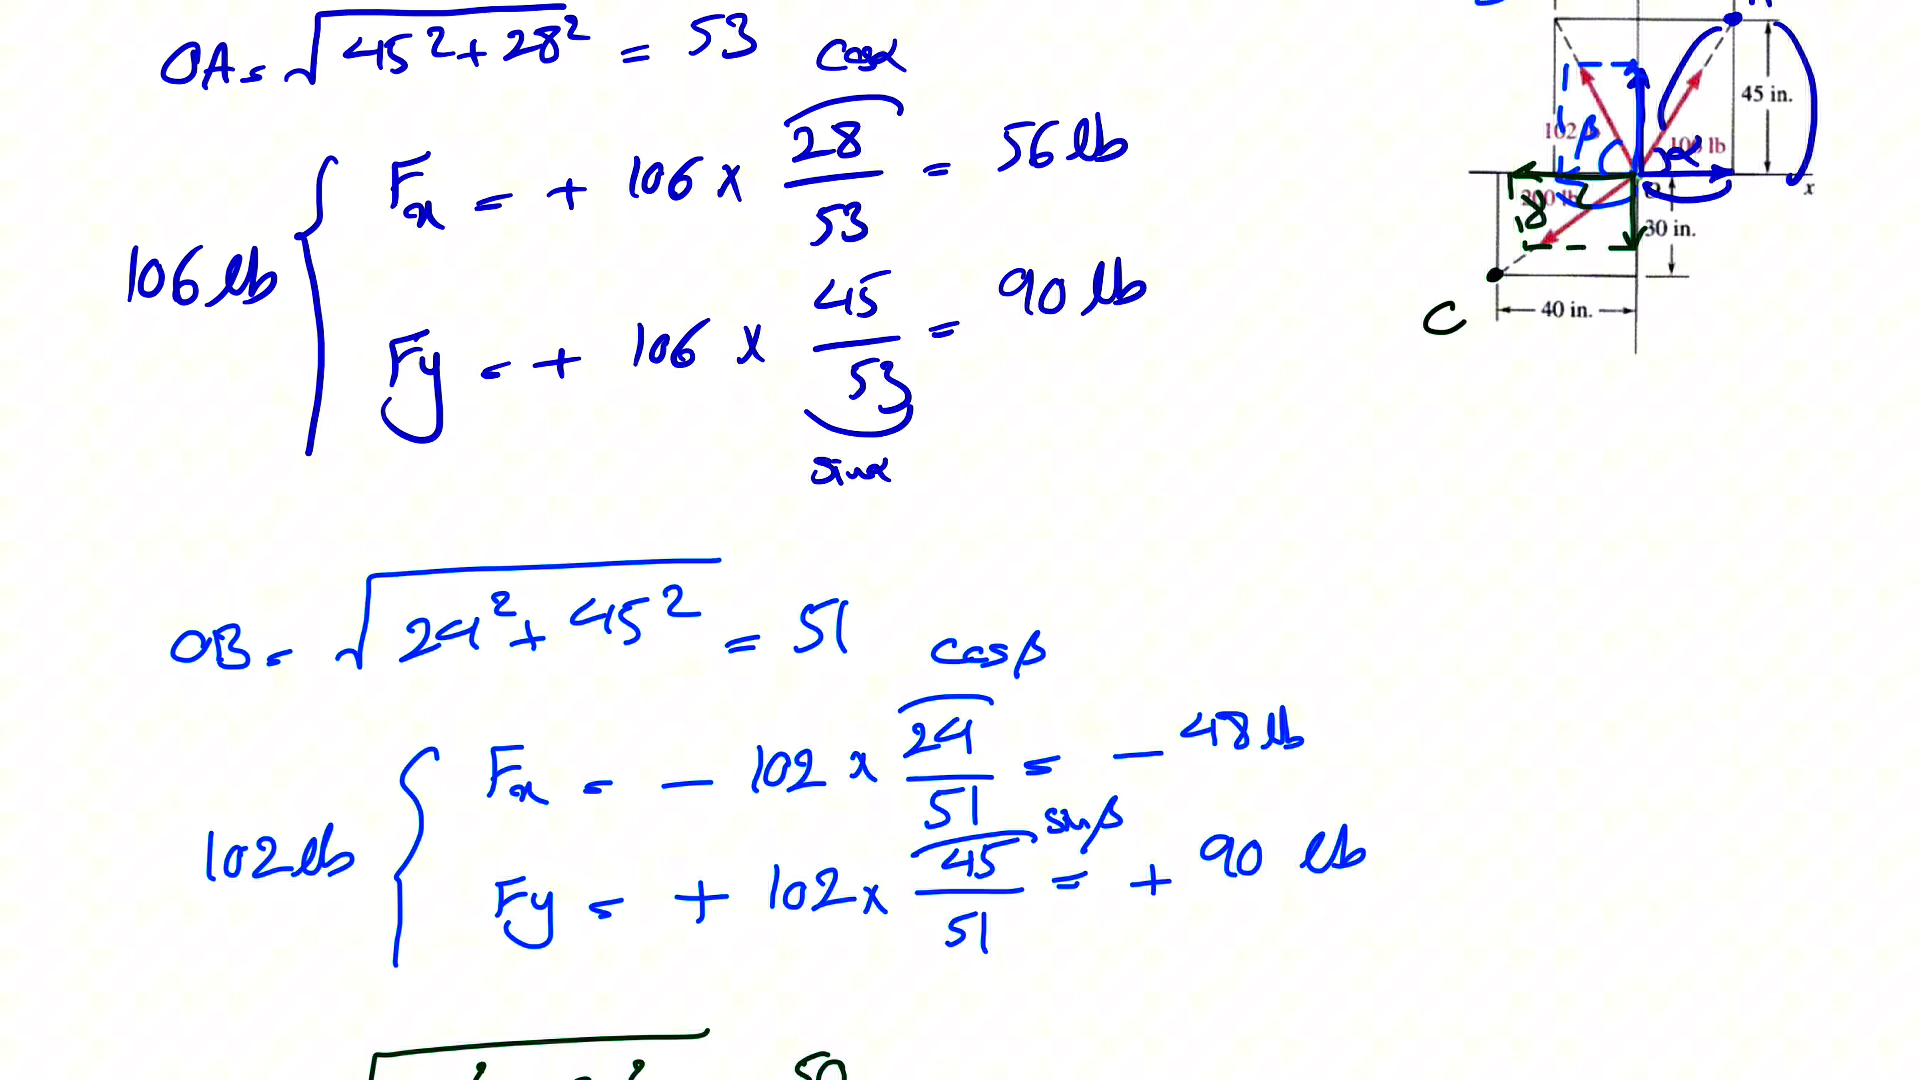 OA = √45² + 28² = 53
cosα
106 lb { Fx = + 106 x 28/53 = 56 lb
Fy = + 106 x 45/53 = 90 lb
sinα
OB = √24² + 45² = 51
cosβ
102 lb { Fx = - 102 x 24/51 = - 48 lb
sinβ
Fy = + 102 x 45/51 = + 90 lb
50
45 in.
102
β
lb
α
x
γ
30 in.
C
40 in.